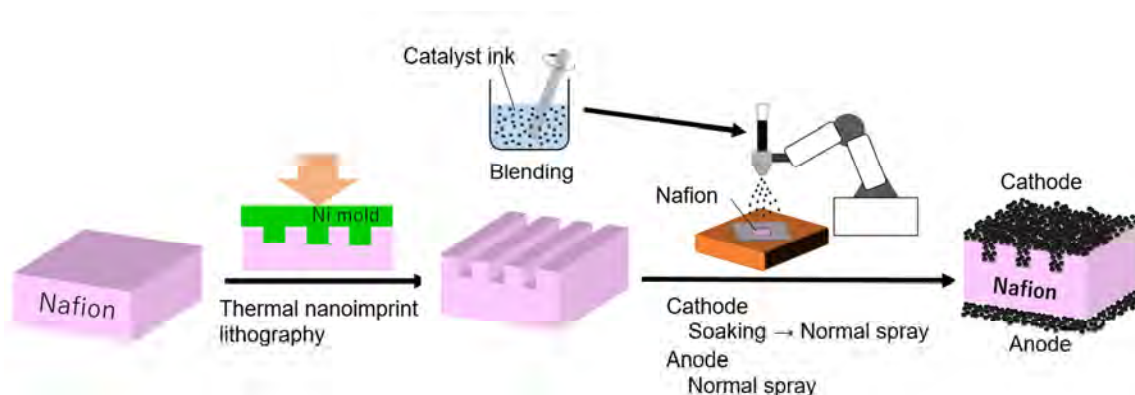 Catalyst ink
Blending
Ni mold
Nafion
Nafion
Thermal nanoimprint
lithography
Cathode
Soaking → Normal spray
Anode
Normal spray
Cathode
Nafion
Anode